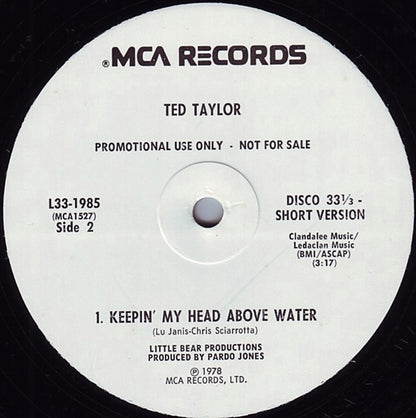 ® MCA RECORDS
TED TAYLOR
PROMOTIONAL USE ONLY - NOT FOR SALE
L33-1985
(MCA1527)
Side 2
DISCO 33⅓ -
SHORT VERSION
Clandalee Music/
Ledaclan Music
(BMI/ASCAP)
(3:17)
1. KEEPIN' MY HEAD ABOVE WATER
(Lu Janis-Chris Sciarrotta)
LITTLE BEAR PRODUCTIONS
PRODUCED BY PARDO JONES
℗ 1978
MCA RECORDS, LTD.